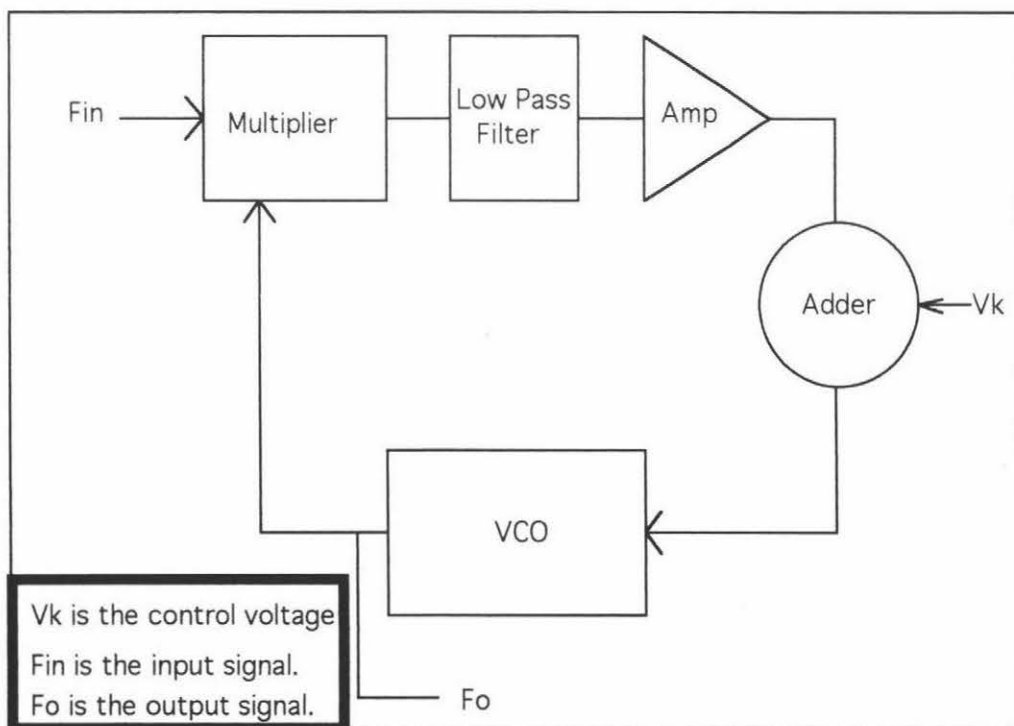 Fin
Multiplier
Low Pass
Filter
Amp
Adder
Vk
VCO
Vk is the control voltage
Fin is the input signal.
Fo is the output signal.
Fo